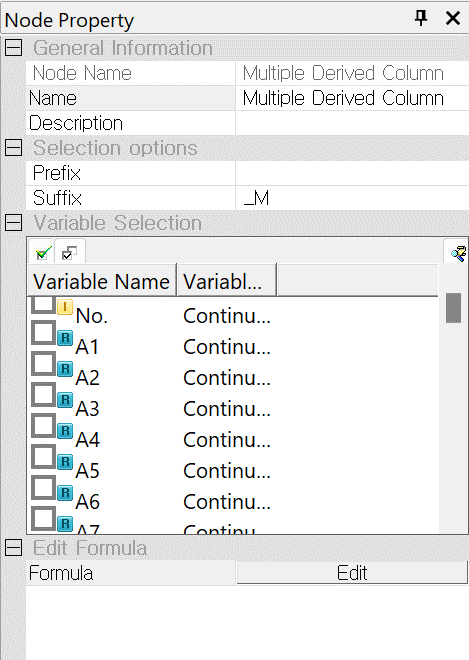 Node Property
General Information
Node Name Multiple Derived Column
Name Multiple Derived Column
Description
Selection options
Prefix
Suffix _M
Variable Selection
Variable Name Variabl...
I No. Continu...
R A1 Continu...
R A2 Continu...
R A3 Continu...
R A4 Continu...
R A5 Continu...
R A6 Continu...
R A7 Continu...
Edit Formula
Formula Edit